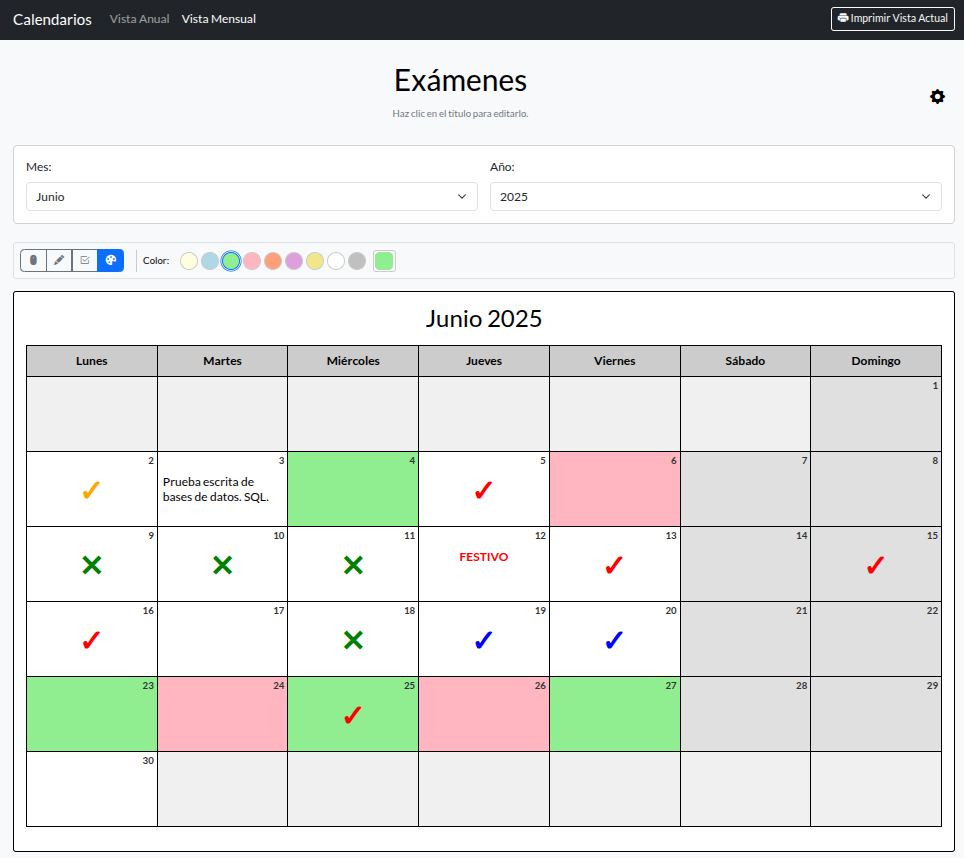 Calendarios Vista Anual Vista Mensual Imprimir Vista Actual
Exámenes
Haz clic en el título para editarlo.
Mes: Año:
Junio 2025
Color:
Junio 2025
Lunes Martes Miércoles Jueves Viernes Sábado Domingo
1
2 3 4 5 6 7 8
Prueba escrita de
bases de datos. SQL.
9 10 11 12 13 14 15
FESTIVO
16 17 18 19 20 21 22
23 24 25 26 27 28 29
30